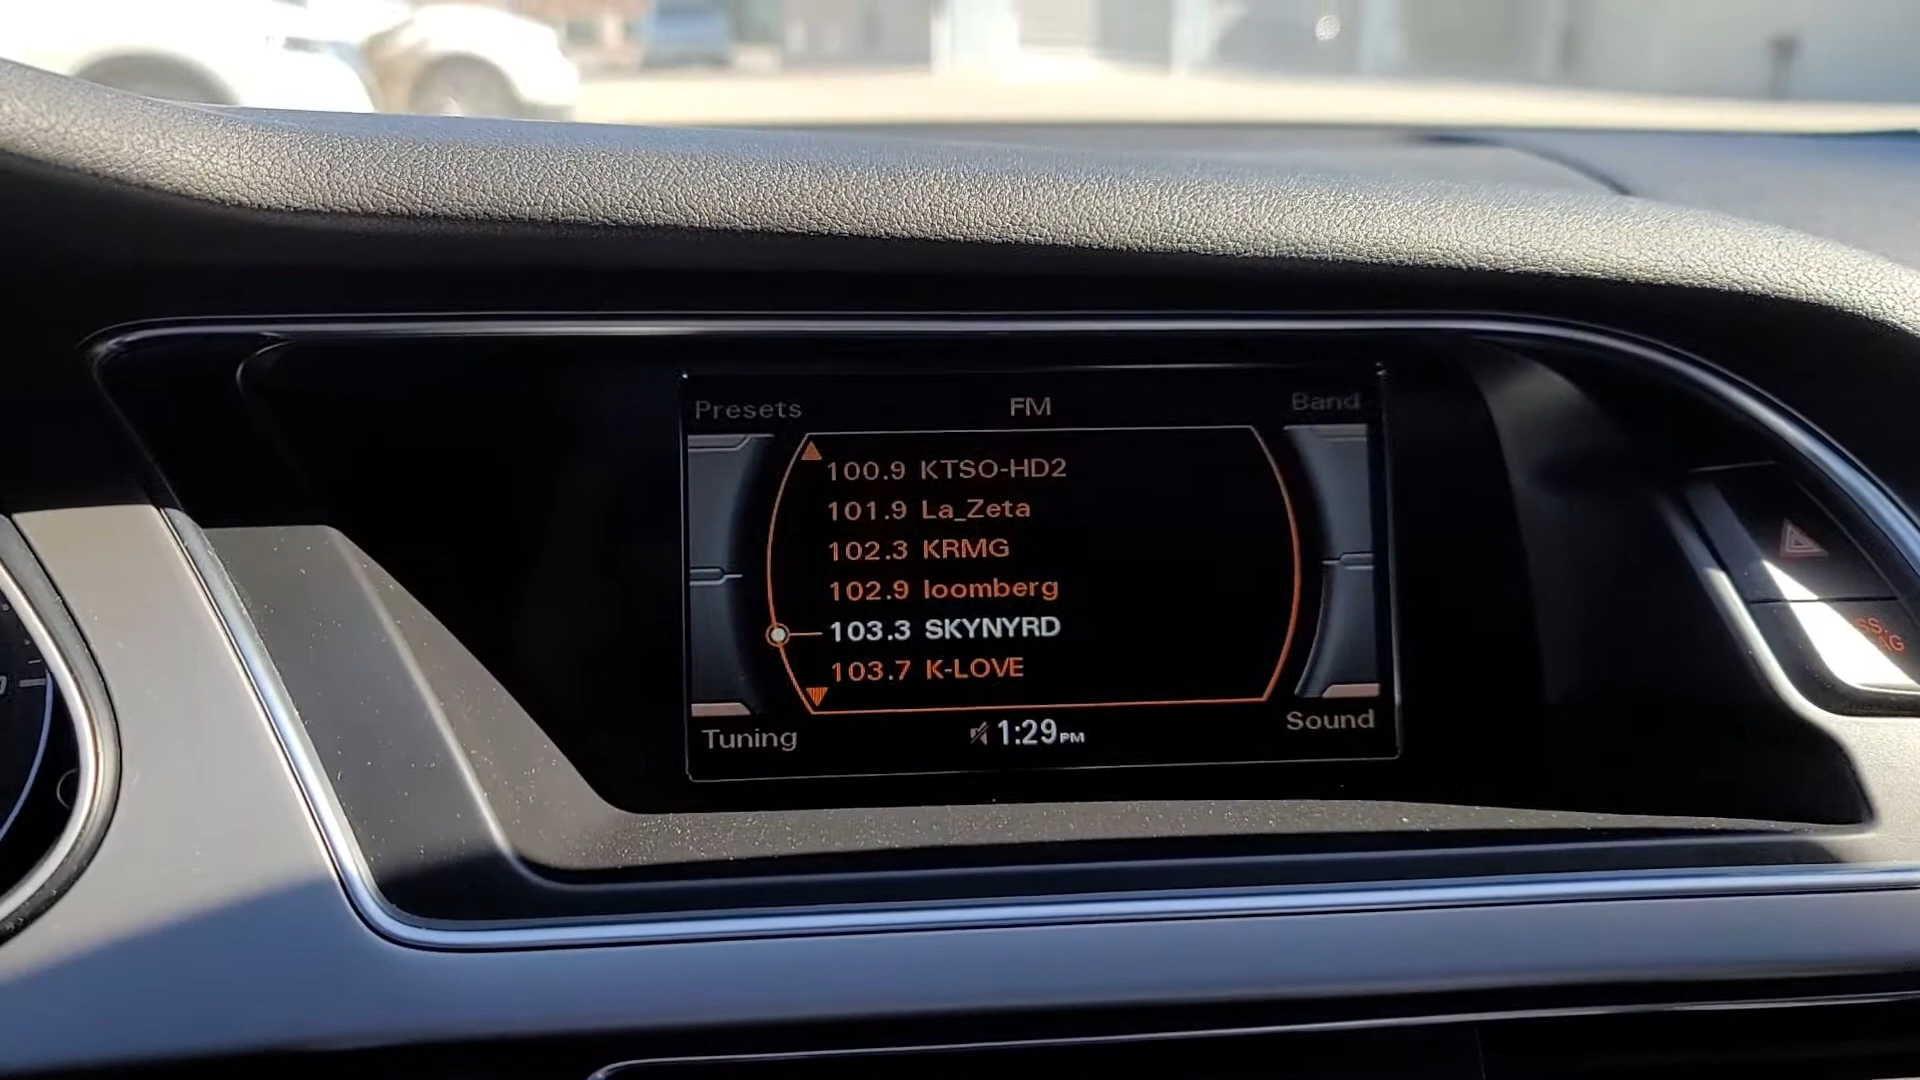 Presets FM Band
100.9 KTSO-HD2
101.9 La_Zeta
102.3 KRMG
102.9 loomberg
103.3 SKYNYRD
103.7 K-LOVE
Tuning 1:29PM Sound